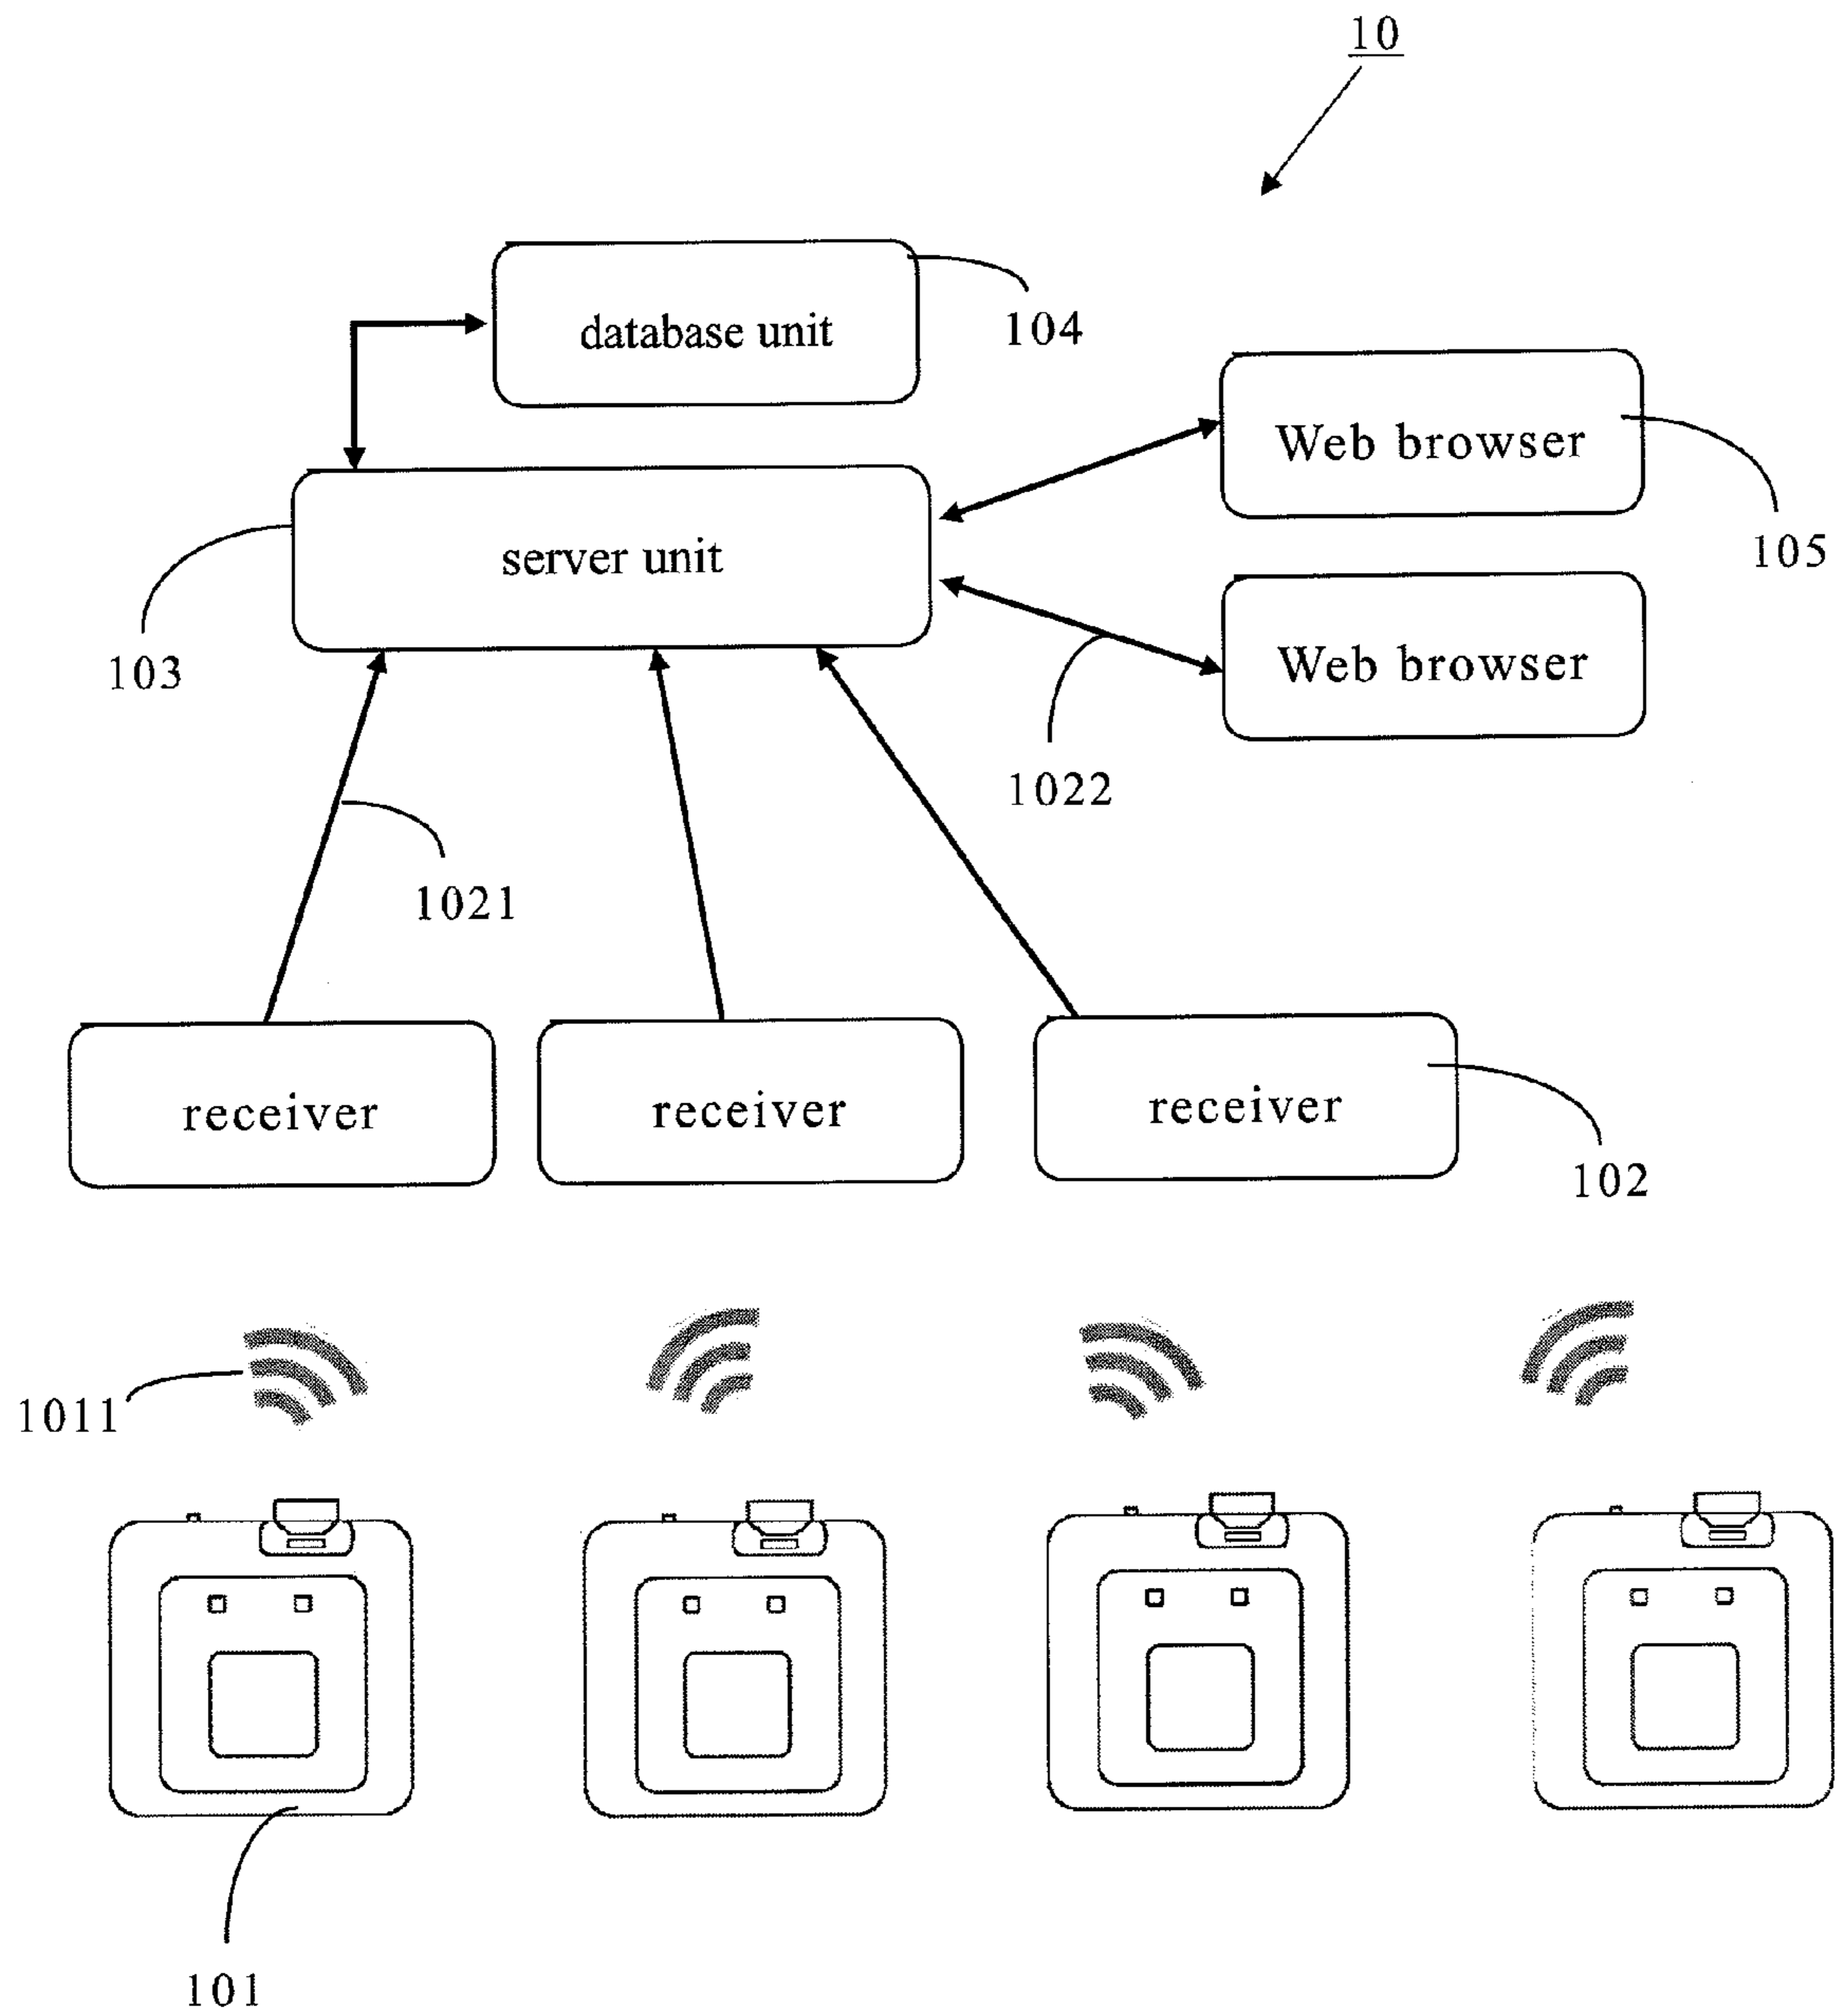 10
database unit
104
Web browser
105
server unit
103
Web browser
1022
1021
receiver
receiver
receiver
102
1011
101